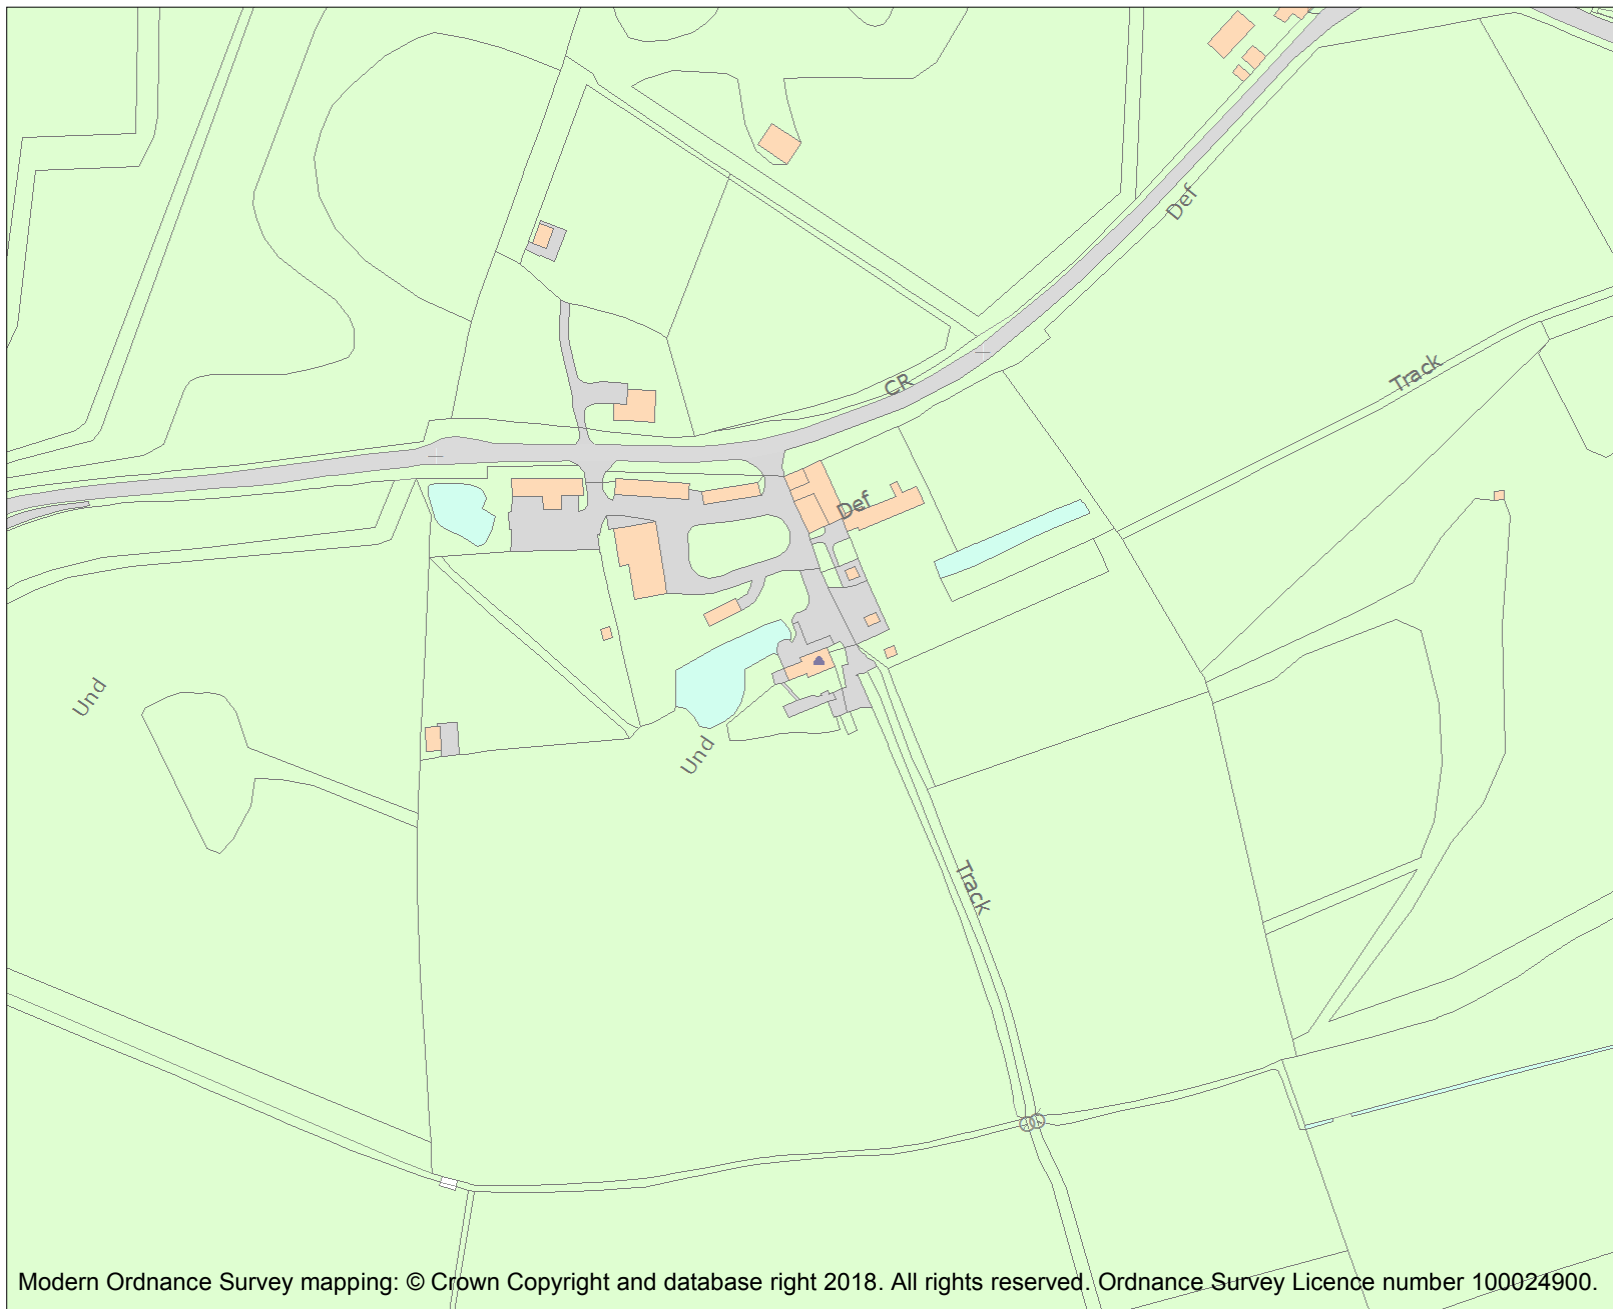 Def
Track
CR
Def
Und
Und
Track
Modern Ordnance Survey mapping: © Crown Copyright and database right 2018. All rights reserved. Ordnance Survey Licence number 100024900.